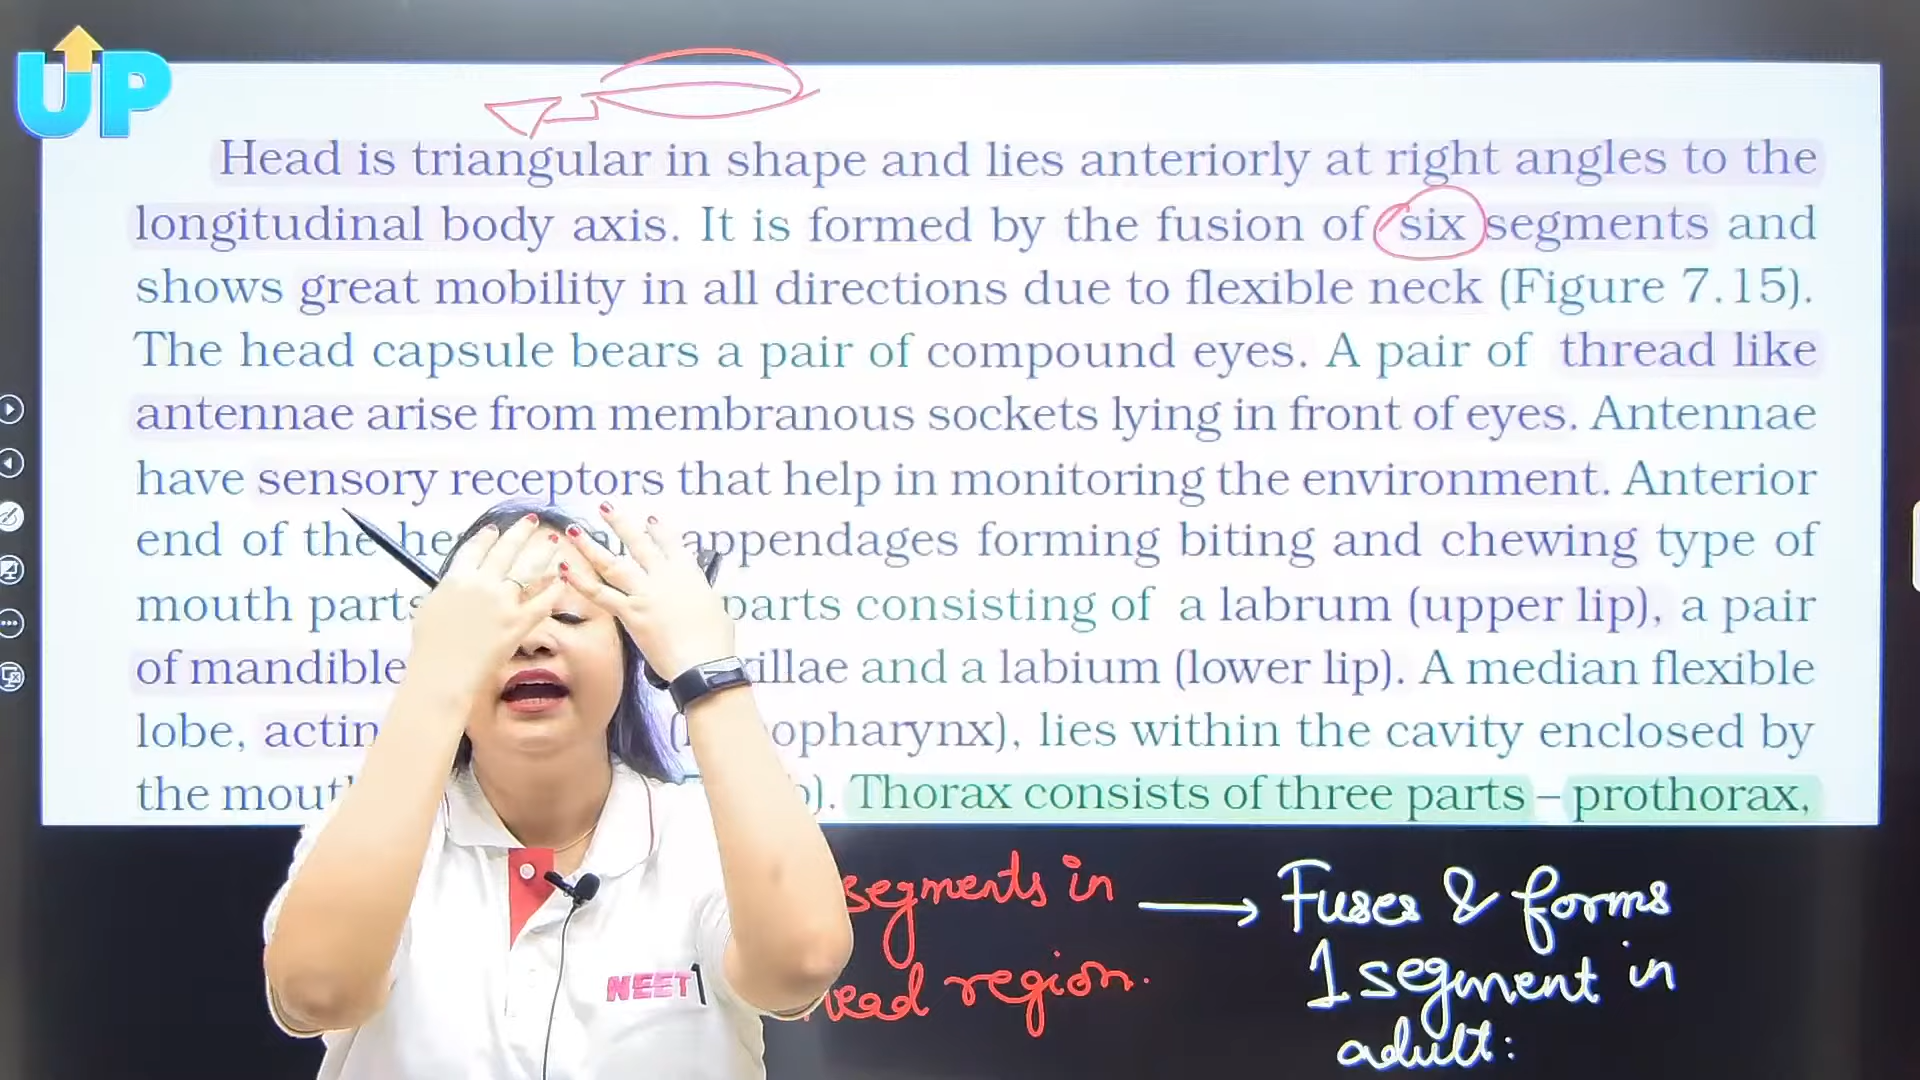 UP
Head is triangular in shape and lies anteriorly at right angles to the
longitudinal body axis. It is formed by the fusion of six segments and
shows great mobility in all directions due to flexible neck (Figure 7.15).
The head capsule bears a pair of compound eyes. A pair of thread like
antennae arise from membranous sockets lying in front of eyes. Antennae
have sensory receptors that help in monitoring the environment. Anterior
end of the appendages forming biting and chewing type of
mouth parts parts consisting of a labrum (upper lip), a pair
of and a labium (lower lip). A median flexible
lobe, lies within the cavity enclosed by
the Thorax consists of three parts – prothorax,
segments in → Fuses & forms
region. 1 segment in
adult:
NEET